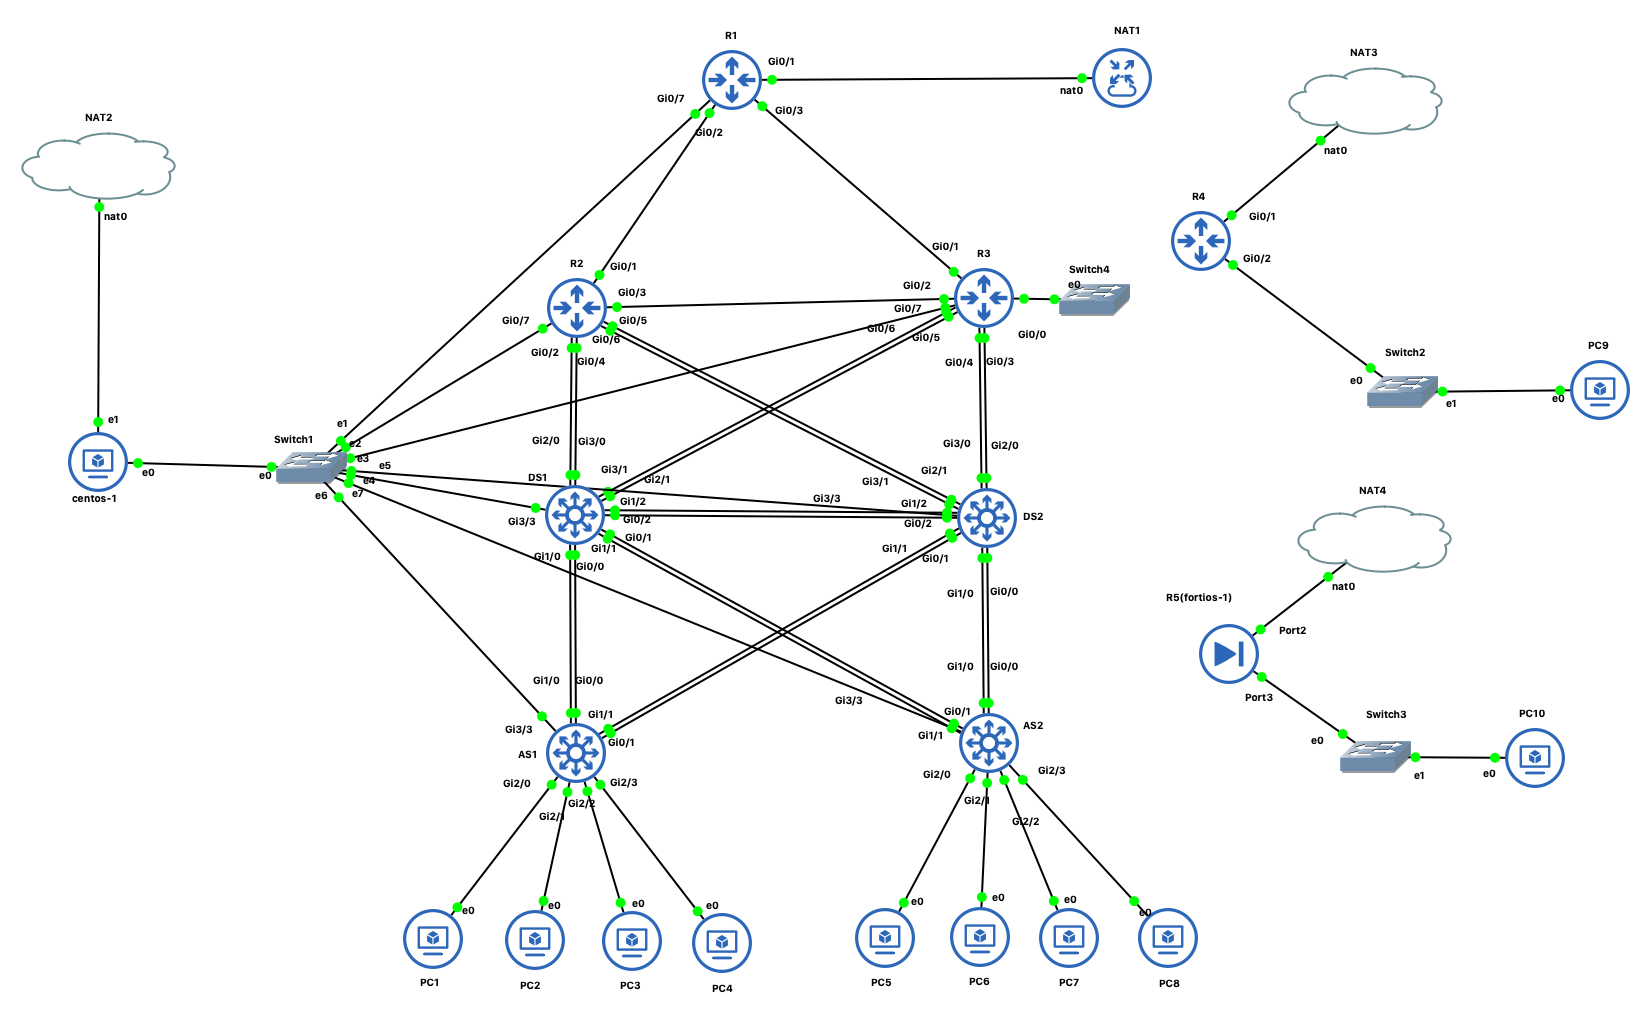 R1
NAT1
Gi0/1
nat0
Gi0/7
Gi0/2
Gi0/3
NAT3
nat0
NAT2
nat0
R4
Gi0/1
Gi0/2
R2
Gi0/1
Gi0/3
Gi0/7
Gi0/5
Gi0/6
Gi0/2
Gi0/4
R3
Gi0/1
Gi0/2
Gi0/7
Gi0/6
Gi0/5
Gi0/0
Gi0/4
Gi0/3
Switch4
e0
Switch2
e0
e1
PC9
e0
e1
e0
centos-1
Switch1
e0
e1
e2
e3
e5
e4
e7
e6
Gi2/0
Gi3/0
DS1
Gi3/1
Gi2/1
Gi1/2
Gi0/2
Gi3/3
Gi0/1
Gi1/1
Gi1/0
Gi0/0
Gi3/0
Gi2/0
Gi2/1
Gi3/1
Gi3/3
Gi1/2
Gi0/2
DS2
Gi1/1
Gi0/1
Gi1/0
Gi0/0
NAT4
nat0
R5(fortios-1)
Port2
Port3
Switch3
e0
e1
PC10
e0
Gi1/0
Gi0/0
Gi1/1
Gi0/1
Gi3/3
AS1
Gi2/0
Gi2/1
Gi2/2
Gi2/3
Gi1/0
Gi0/0
Gi3/3
Gi0/1
Gi1/1
AS2
Gi2/0
Gi2/1
Gi2/2
Gi2/3
e0
e0
e0
e0
e0
e0
e0
e0
PC1
PC2
PC3
PC4
PC5
PC6
PC7
PC8